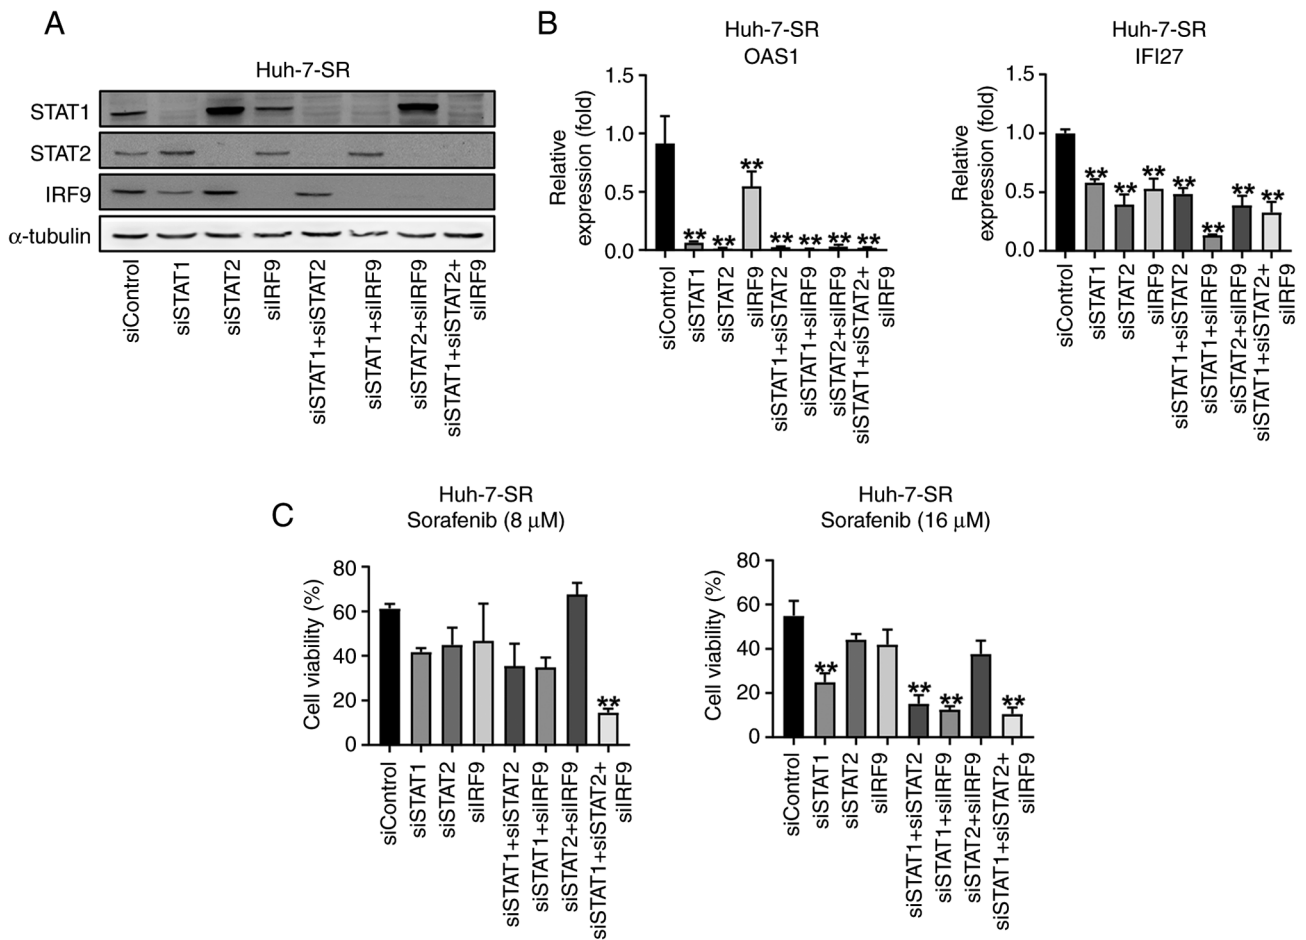 A
Huh-7-SR
STAT1
STAT2
IRF9
α-tubulin
siControl
siSTAT1
siSTAT2
siIRF9
siSTAT1+siSTAT2
siSTAT1+siIRF9
siSTAT2+siIRF9
siSTAT1+siSTAT2+
siIRF9
B
Huh-7-SR
OAS1
Relative
expression (fold)
1.5
1.0
0.5
0.0
**
**
**
**
**
**
**
siControl
siSTAT1
siSTAT2
siIRF9
siSTAT1+siSTAT2
siSTAT1+siIRF9
siSTAT2+siIRF9
siSTAT1+siSTAT2+
siIRF9
Huh-7-SR
IFI27
Relative
expression (fold)
1.5
1.0
0.5
0.0
**
**
**
**
**
**
**
siControl
siSTAT1
siSTAT2
siIRF9
siSTAT1+siSTAT2
siSTAT1+siIRF9
siSTAT2+siIRF9
siSTAT1+siSTAT2+
siIRF9
C
Huh-7-SR
Sorafenib (8 µM)
Cell viability (%)
80
60
40
20
0
**
siControl
siSTAT1
siSTAT2
siIRF9
siSTAT1+siSTAT2
siSTAT1+siIRF9
siSTAT2+siIRF9
siSTAT1+siSTAT2+
siIRF9
Huh-7-SR
Sorafenib (16 µM)
Cell viability (%)
80
60
40
20
0
**
**
**
**
siControl
siSTAT1
siSTAT2
siIRF9
siSTAT1+siSTAT2
siSTAT1+siIRF9
siSTAT2+siIRF9
siSTAT1+siSTAT2+
siIRF9